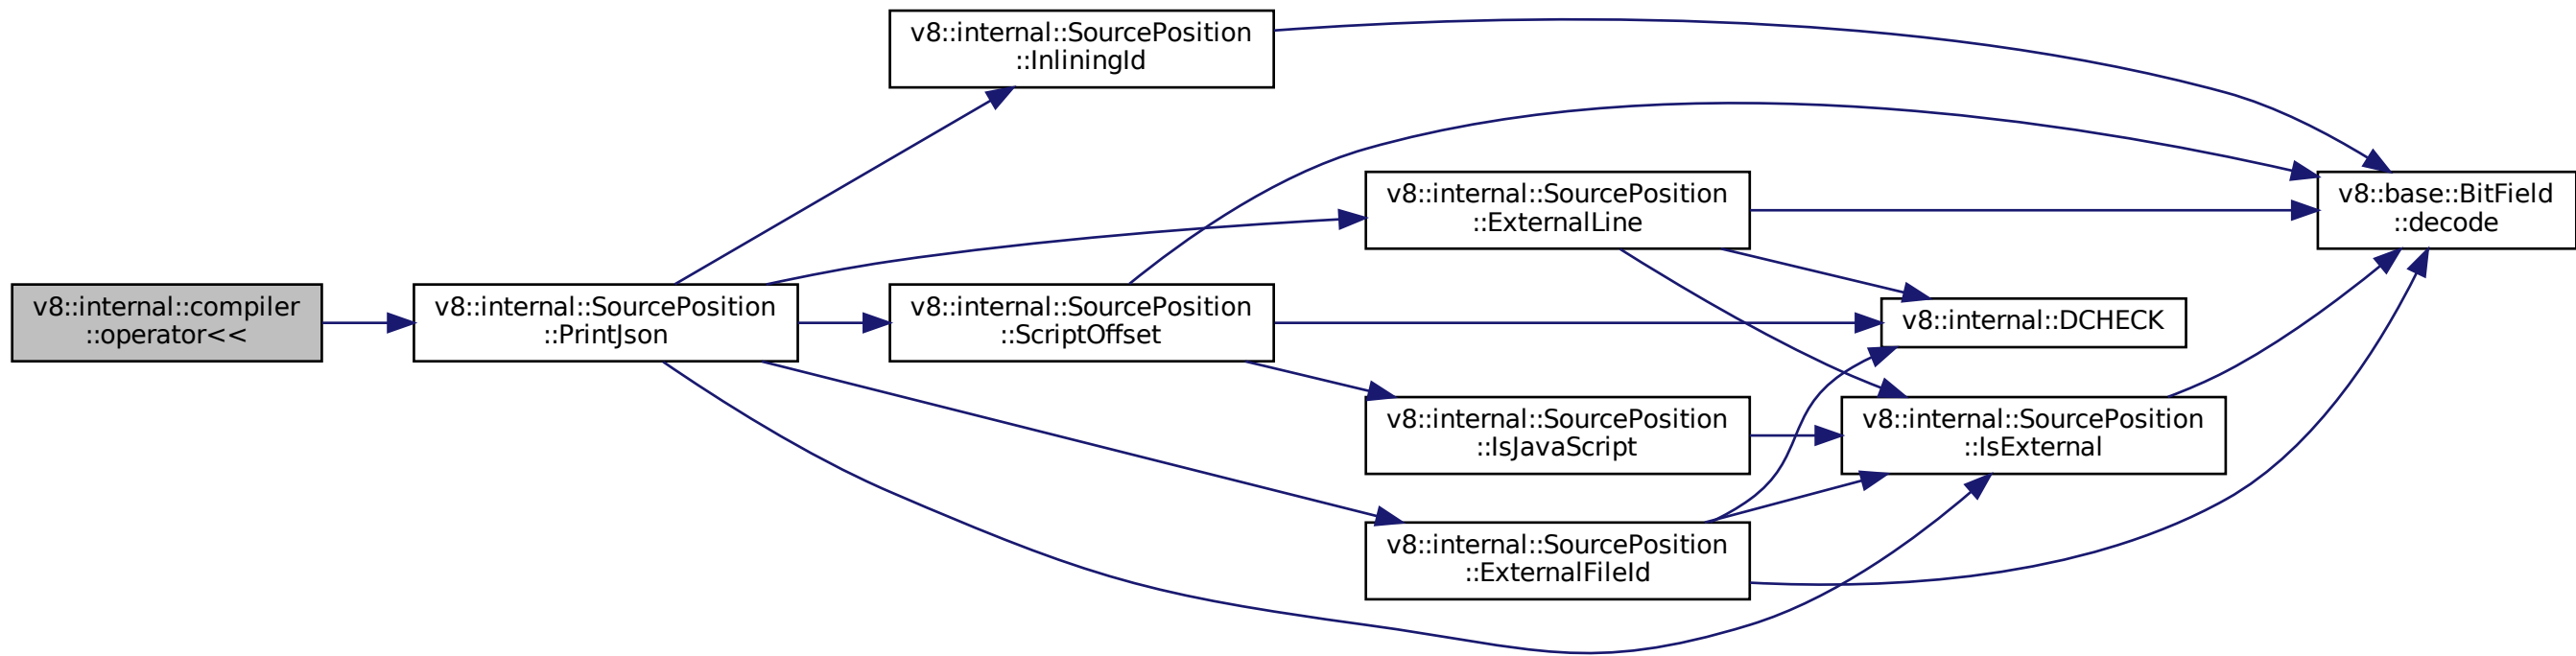 v8::internal::compiler
::operator<<
v8::internal::SourcePosition
::PrintJson
v8::internal::SourcePosition
::InliningId
v8::internal::SourcePosition
::ScriptOffset
v8::internal::SourcePosition
::ExternalLine
v8::internal::SourcePosition
::IsJavaScript
v8::internal::SourcePosition
::ExternalFileId
v8::internal::DCHECK
v8::internal::SourcePosition
::IsExternal
v8::base::BitField
::decode